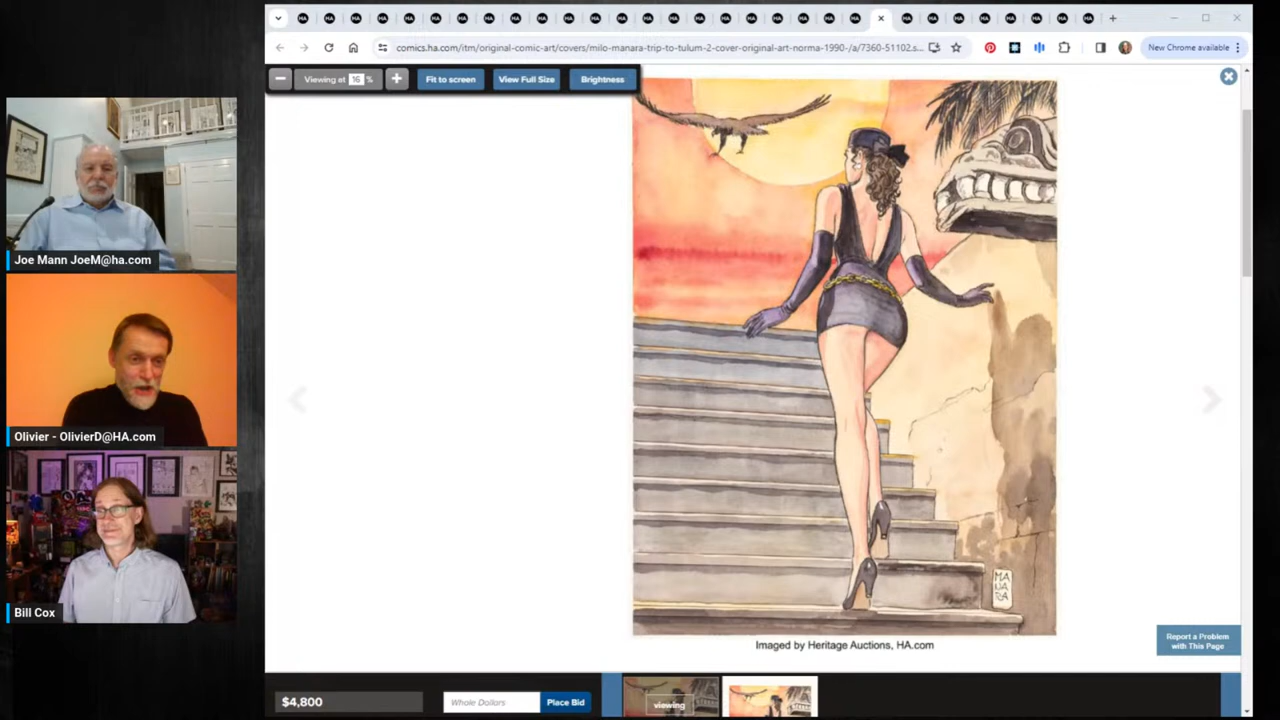 comics.ha.com/itm/original-comic-art/covers/milo-manara-trip-to-tulum-2-cover-original-art-norma-1990-/a/7360-51102.s...
New Chrome available
Viewing at 16 %
Fit to screen
View Full Size
Brightness
Joe Mann JoeM@ha.com
Olivier - OlivierD@HA.com
Bill Cox
MA
NA
RA
Imaged by Heritage Auctions, HA.com
Report a Problem
with This Page
$4,800
Whole Dollars
Place Bid
viewing